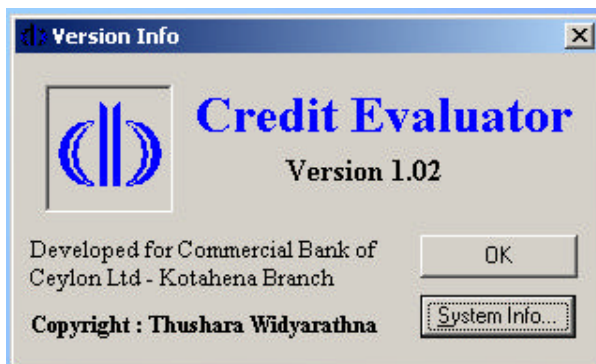 Version Info
Credit Evaluator
Version 1.02
Developed for Commercial Bank of
Ceylon Ltd - Kotahena Branch
OK
Copyright : Thushara Widyarathna
System Info...